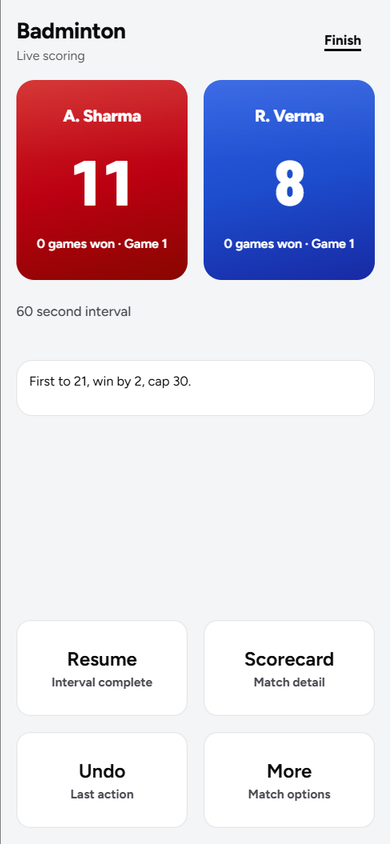 Badminton
Live scoring
Finish
A. Sharma
11
0 games won · Game 1
R. Verma
8
0 games won · Game 1
60 second interval
First to 21, win by 2, cap 30.
Resume
Interval complete
Scorecard
Match detail
Undo
Last action
More
Match options